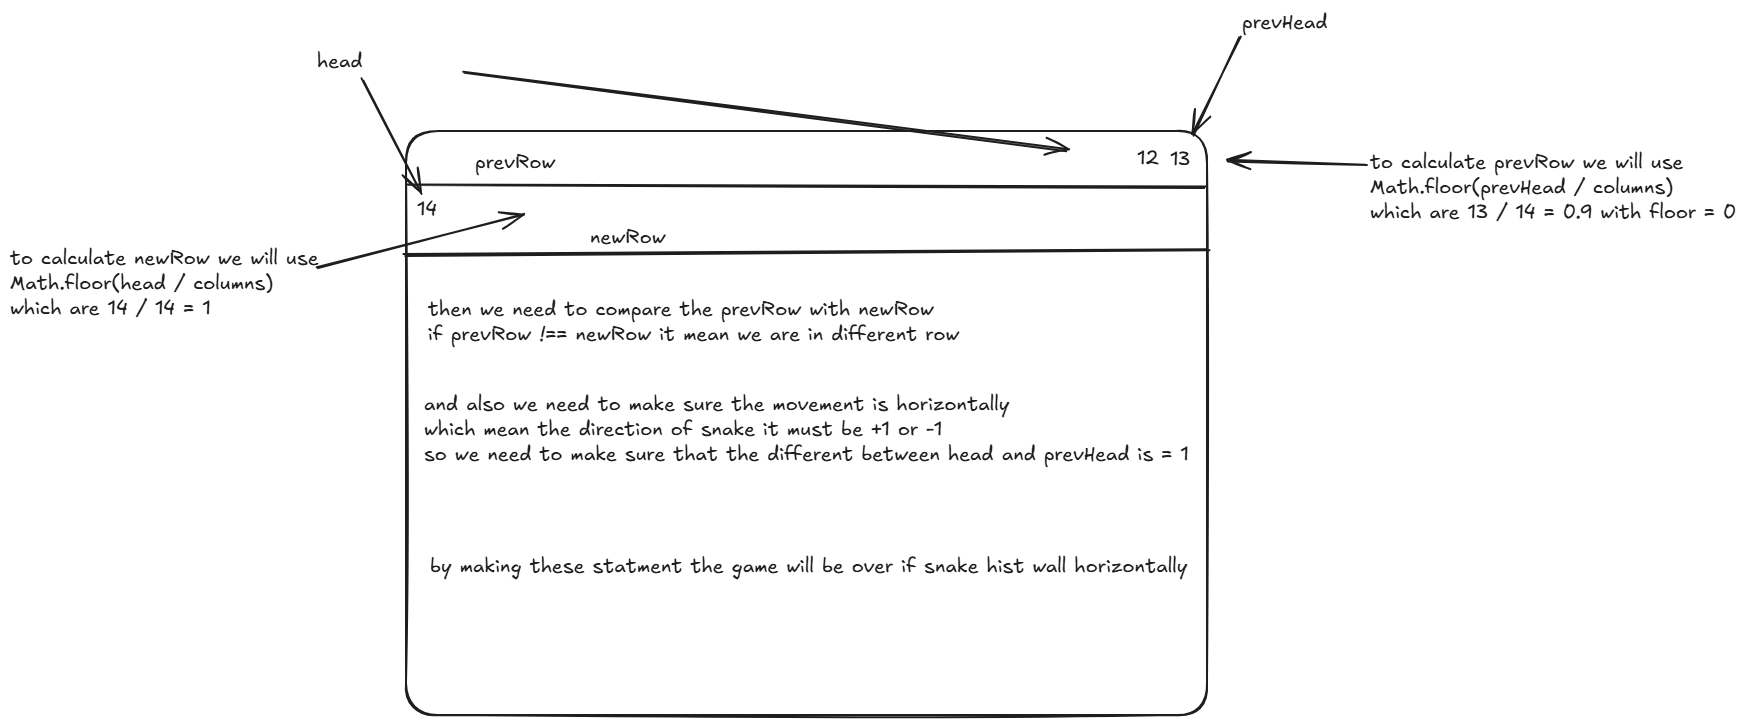 prevHead
head
prevRow
12 13
to calculate prevRow we will use
Math.floor(prevHead / columns)
which are 13 / 14 = 0.9 with floor = 0
14
newRow
to calculate newRow we will use
Math.floor(head / columns)
which are 14 / 14 = 1
then we need to compare the prevRow with newRow
if prevRow !== newRow it mean we are in different row
and also we need to make sure the movement is horizontally
which mean the direction of snake it must be +1 or -1
so we need to make sure that the different between head and prevHead is = 1
by making these statment the game will be over if snake hist wall horizontally